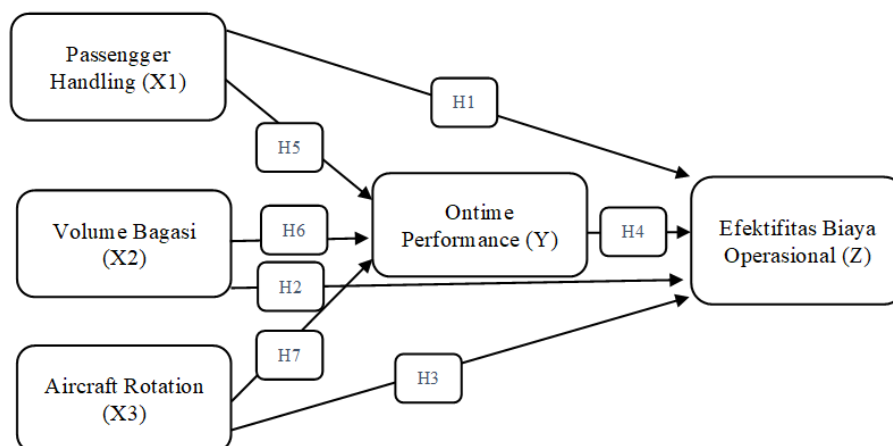 Passengger
Handling (X1)
H1
H5
Volume Bagasi
(X2)
H6
H2
Ontime
Performance (Y)
H4
Efektifitas Biaya
Operasional (Z)
H7
Aircraft Rotation
(X3)
H3